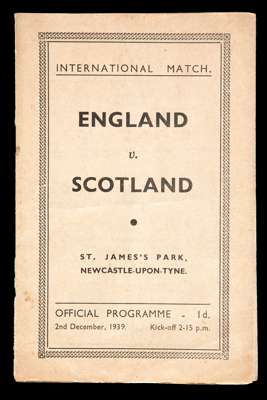 INTERNATIONAL MATCH.
ENGLAND
v.
SCOTLAND
ST. JAMES'S PARK,
NEWCASTLE-UPON-TYNE.
OFFICIAL PROGRAMME - 1d.
2nd December, 1939. Kick-off 2-15 p.m.